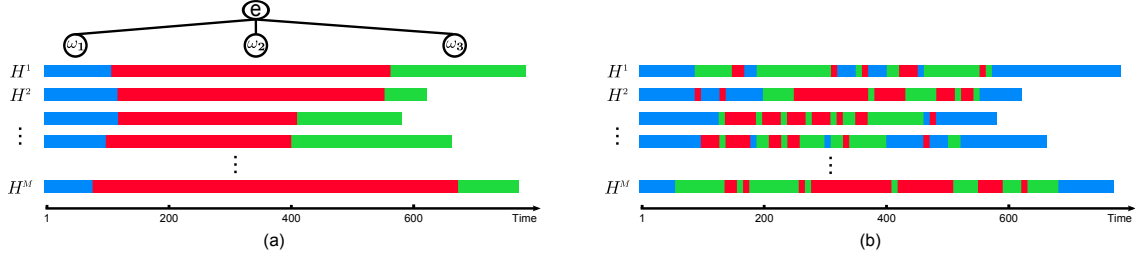 e
ω₁ ω₂ ω₃
H¹ H¹
H² H²
⋮ ⋮
⋮ ⋮
Hᴹ Hᴹ
1 200 400 600 Time 1 200 400 600 Time
(a) (b)